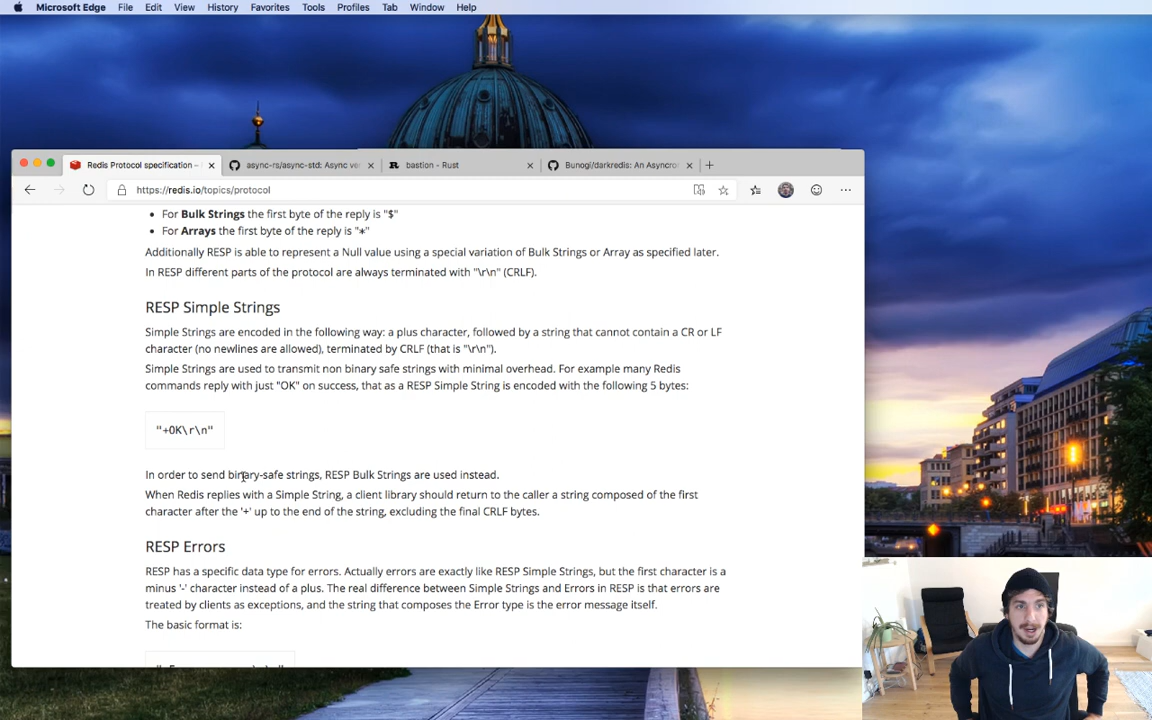 Microsoft Edge File Edit View History Favorites Tools Profiles Tab Window Help
Redis Protocol specification – async-rs/async-std: Async ve bastion - Rust Bunogi/darkredis: An Asyncro
https://redis.io/topics/protocol
• For Bulk Strings the first byte of the reply is "$"
• For Arrays the first byte of the reply is "*"
Additionally RESP is able to represent a Null value using a special variation of Bulk Strings or Array as specified later.
In RESP different parts of the protocol are always terminated with "\r\n" (CRLF).
RESP Simple Strings
Simple Strings are encoded in the following way: a plus character, followed by a string that cannot contain a CR or LF
character (no newlines are allowed), terminated by CRLF (that is "\r\n").
Simple Strings are used to transmit non binary safe strings with minimal overhead. For example many Redis
commands reply with just "OK" on success, that as a RESP Simple String is encoded with the following 5 bytes:
"+OK\r\n"
In order to send binary-safe strings, RESP Bulk Strings are used instead.
When Redis replies with a Simple String, a client library should return to the caller a string composed of the first
character after the '+' up to the end of the string, excluding the final CRLF bytes.
RESP Errors
RESP has a specific data type for errors. Actually errors are exactly like RESP Simple Strings, but the first character is a
minus '-' character instead of a plus. The real difference between Simple Strings and Errors in RESP is that errors are
treated by clients as exceptions, and the string that composes the Error type is the error message itself.
The basic format is: